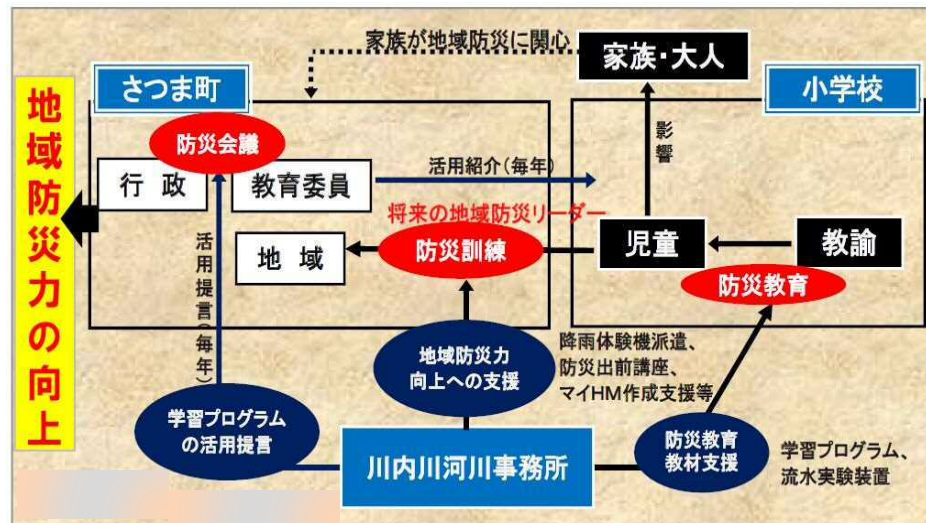 家族が地域防災に関心
家族・大人
さつま町
小学校
地域防災力の向上
防災会議
影響
行政
教育委員
活用紹介(毎年)
将来の地域防災リーダー
地域
防災訓練
児童
教諭
防災教育
活用提言(毎年)
地域防災力
向上への支援
降雨体験機派遣、
防災出前講座、
マイHM作成支援等
学習プログラム
の活用提言
川内川河川事務所
防災教育
教材支援
学習プログラム、
流水実験装置